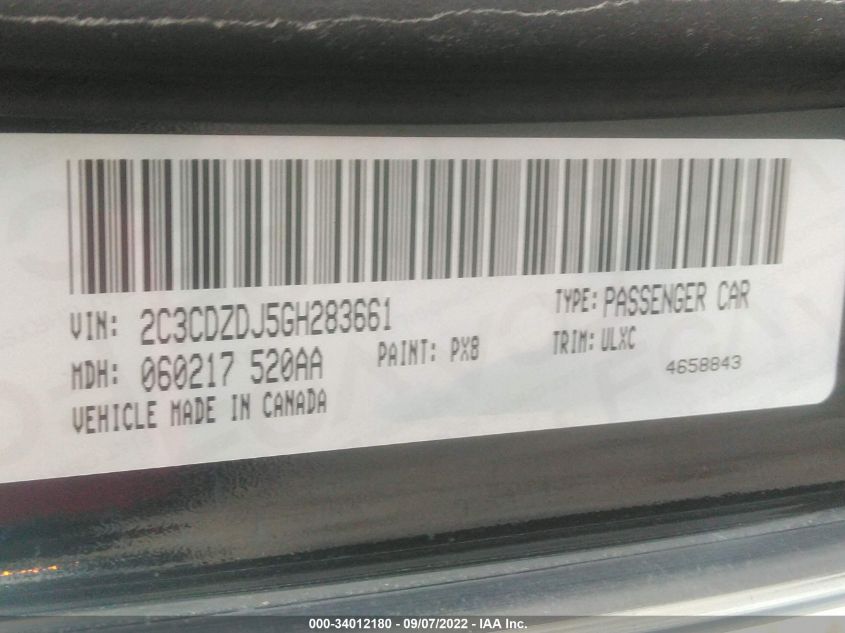 VIN: 2C3CDZDJ5GH283661
TYPE: PASSENGER CAR
MDH: 060217 520AA
PAINT: PX8
TRIM: ULXC
4658843
VEHICLE MADE IN CANADA
000-34012180 - 09/07/2022 - IAA Inc.